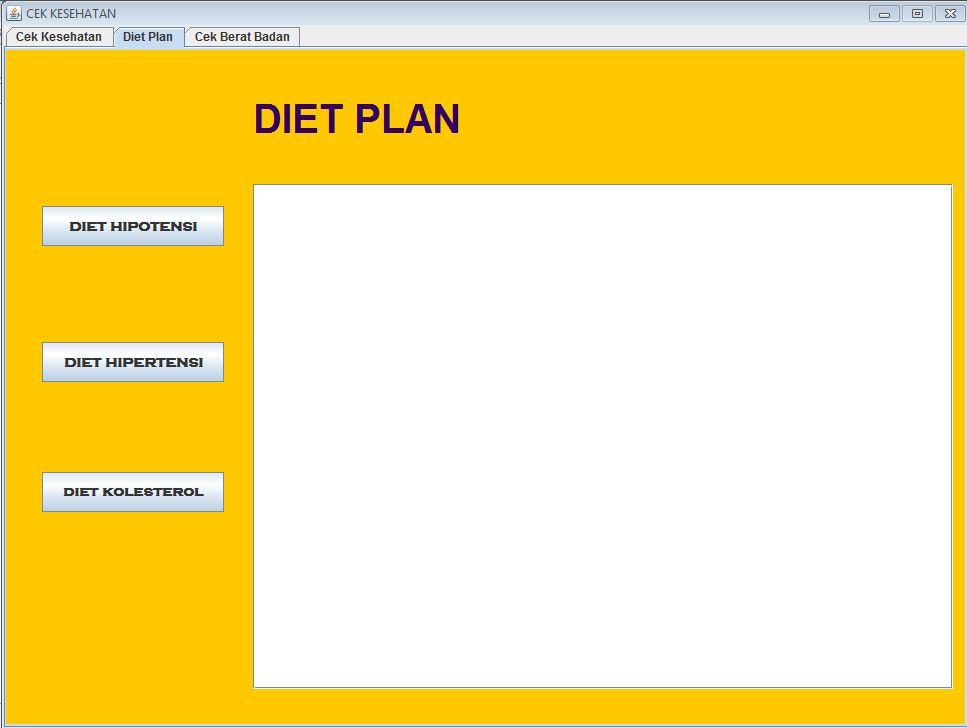 CEK KESEHATAN
Cek Kesehatan Diet Plan Cek Berat Badan
DIET PLAN
DIET HIPOTENSI
DIET HIPERTENSI
DIET KOLESTEROL